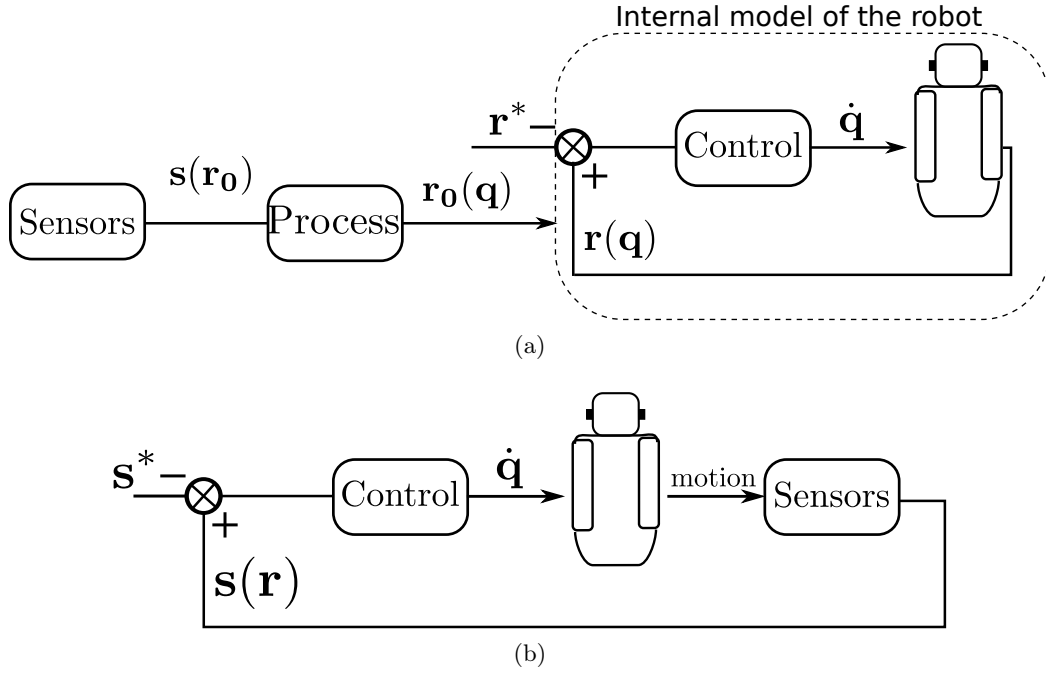 Internal model of the robot
r* −
Control
q̇
+
s(r₀)
r₀(q)
Sensors
Process
r(q)
(a)
s* −
Control
q̇
motion
Sensors
+
s(r)
(b)